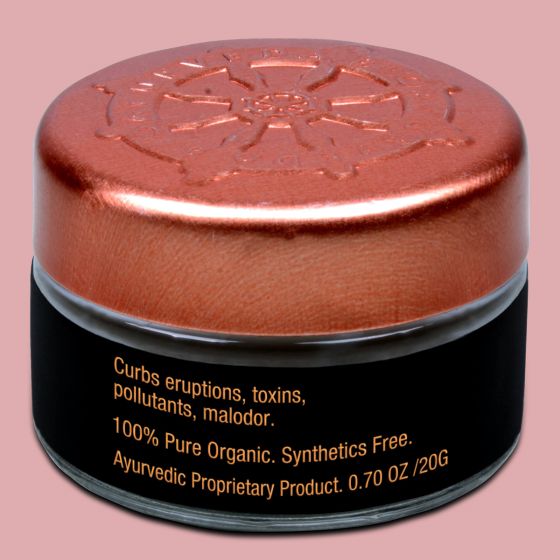 Curbs eruptions, toxins,
pollutants, malodor.
100% Pure Organic. Synthetics Free.
Ayurvedic Proprietary Product. 0.70 OZ /20G